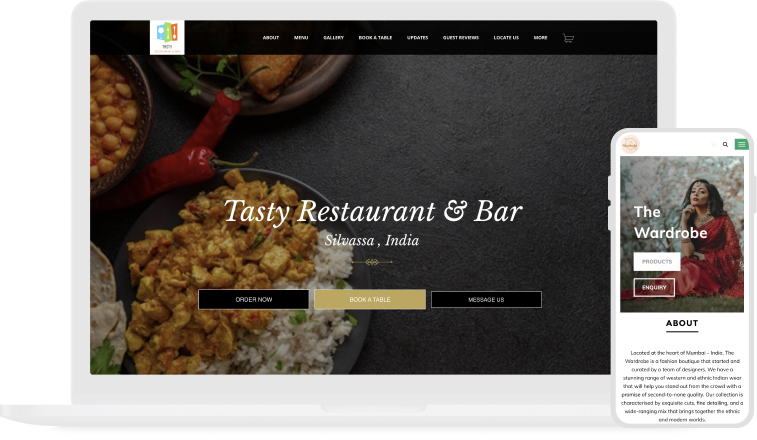 TASTY
ABOUT MENU GALLERY BOOK A TABLE UPDATES GUEST REVIEWS LOCATE US MORE
Tasty Restaurant & Bar
Silvassa , India
ORDER NOW BOOK A TABLE MESSAGE US
The
Wardrobe
PRODUCTS
ENQUIRY
ABOUT
Located at the heart of Mumbai - India, The
Wardrobe is a fashion boutique that started and
curated by a team of designers. We have a
stunning range of western and ethnic Indian wear
that will help you stand out from the crowd with a
promise of second-to-none quality. Our collection is
characterised by exquisite cuts, fine detailing, and a
wide-ranging mix that brings together the ethnic
and modern worlds.